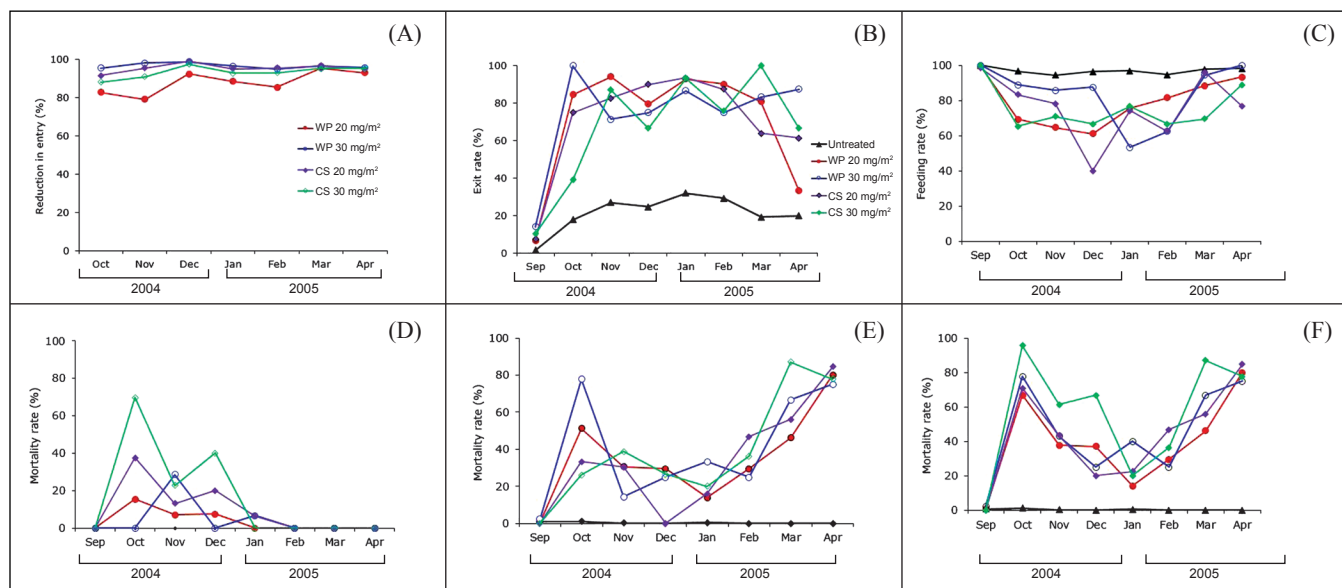 (A)
Reduction in entry (%)
100
80
60
40
20
0
WP 20 mg/m²
WP 30 mg/m²
CS 20 mg/m²
CS 30 mg/m²
Oct Nov Dec Jan Feb Mar Apr
2004 2005
(B)
Exit rate (%)
100
80
60
40
20
0
Untreated
WP 20 mg/m²
WP 30 mg/m²
CS 20 mg/m²
CS 30 mg/m²
Sep Oct Nov Dec Jan Feb Mar Apr
2004 2005
(C)
Feeding rate (%)
100
80
60
40
20
0
Sep Oct Nov Dec Jan Feb Mar Apr
2004 2005
(D)
Mortality rate (%)
100
80
60
40
20
0
Sep Oct Nov Dec Jan Feb Mar Apr
2004 2005
(E)
Mortality rate (%)
100
80
60
40
20
0
Sep Oct Nov Dec Jan Feb Mar Apr
2004 2005
(F)
Mortality rate (%)
100
80
60
40
20
0
Sep Oct Nov Dec Jan Feb Mar Apr
2004 2005